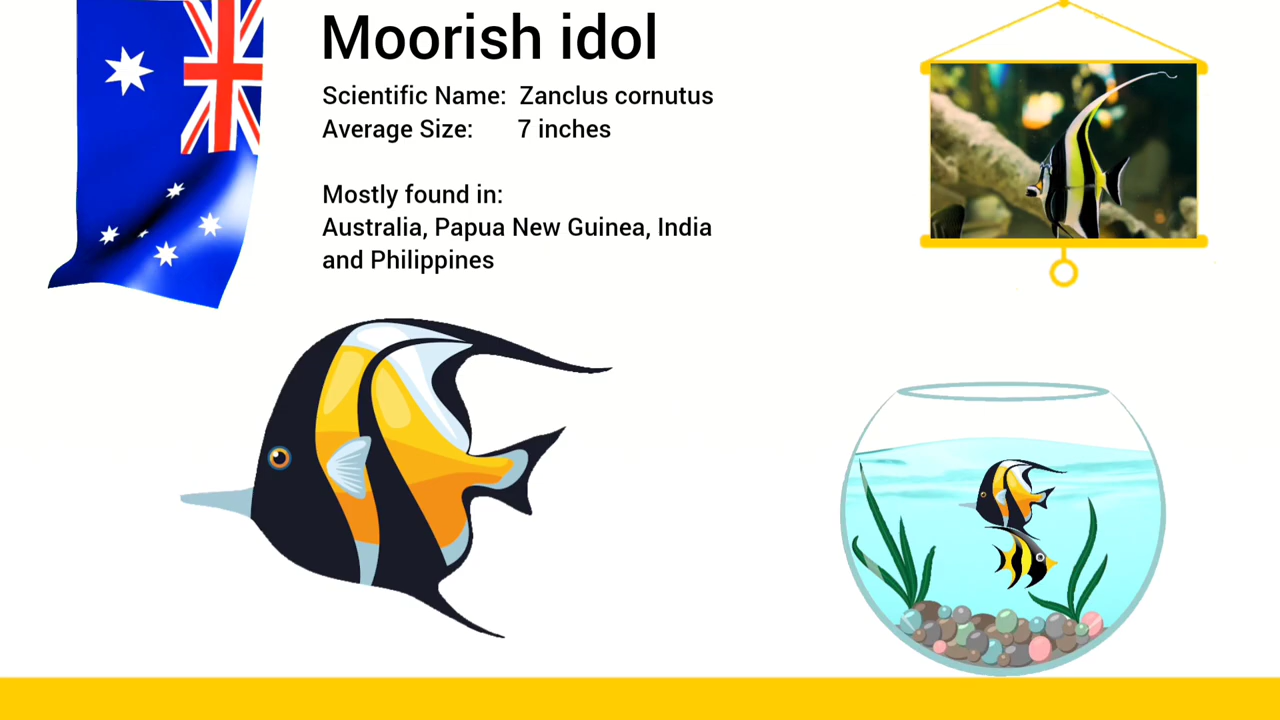 Moorish idol
Scientific Name: Zanclus cornutus
Average Size: 7 inches
Mostly found in:
Australia, Papua New Guinea, India
and Philippines